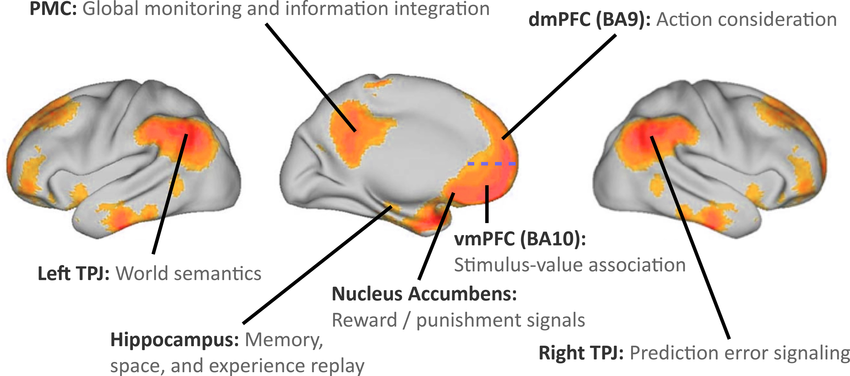 PMC: Global monitoring and information integration
dmPFC (BA9): Action consideration
vmPFC (BA10):
Stimulus-value association
Left TPJ: World semantics
Nucleus Accumbens:
Reward / punishment signals
Hippocampus: Memory,
space, and experience replay
Right TPJ: Prediction error signaling